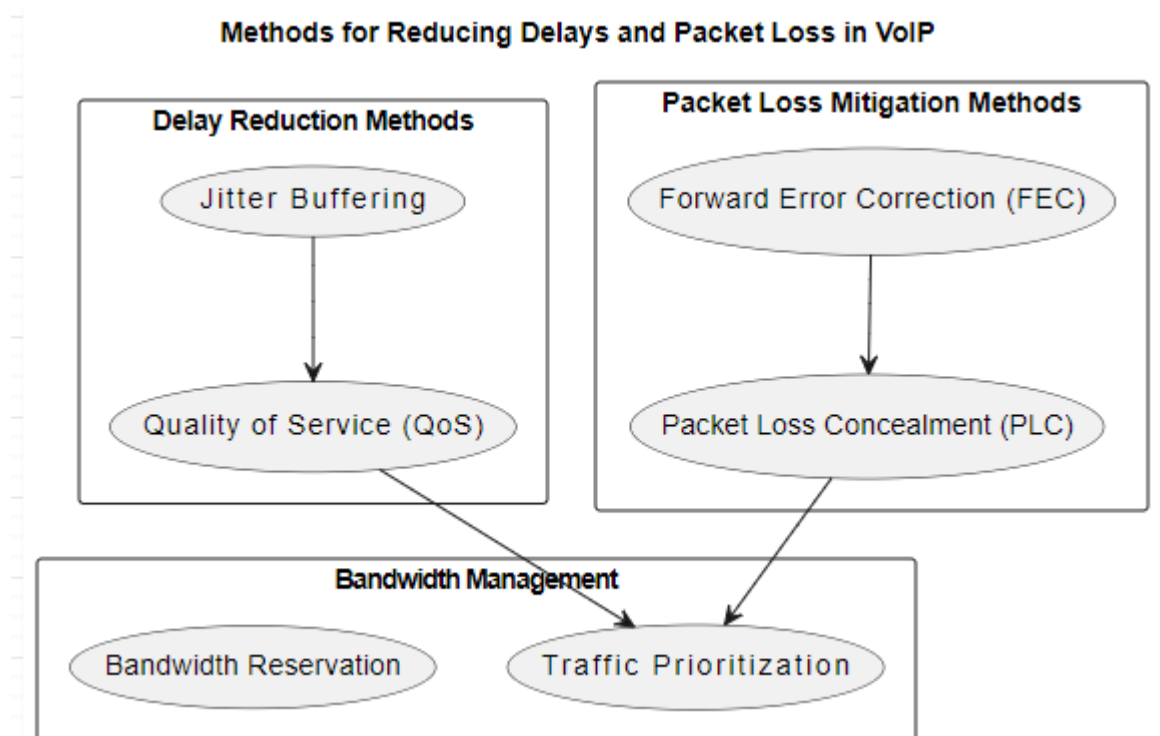 Methods for Reducing Delays and Packet Loss in VoIP
Delay Reduction Methods
Jitter Buffering
Quality of Service (QoS)
Packet Loss Mitigation Methods
Forward Error Correction (FEC)
Packet Loss Concealment (PLC)
Bandwidth Management
Bandwidth Reservation
Traffic Prioritization